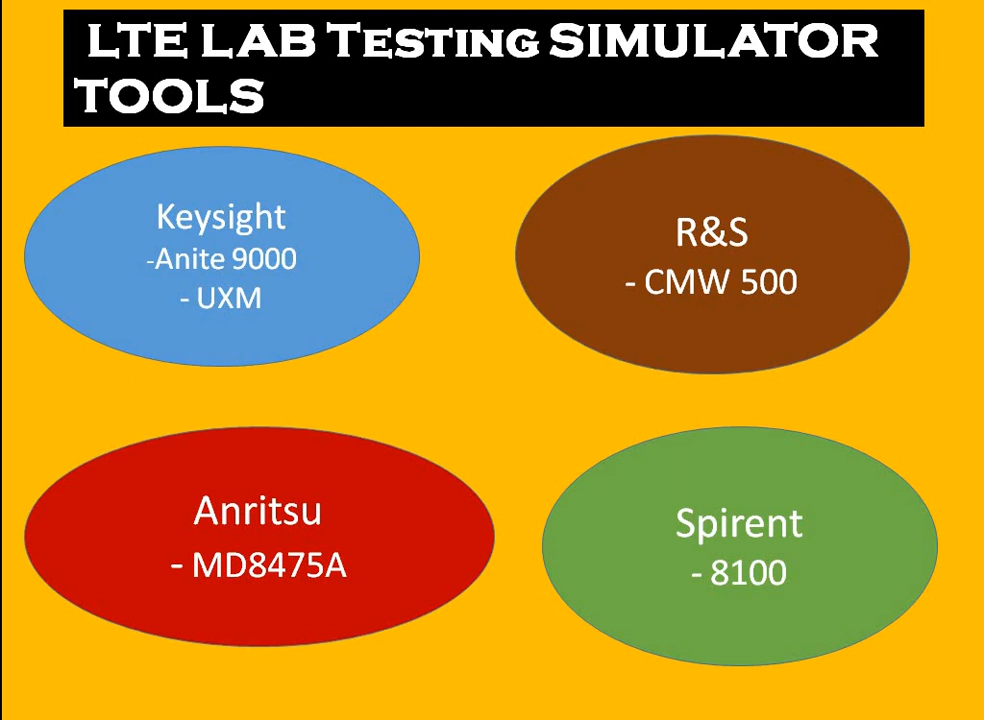 LTE LAB TESTING SIMULATOR
TOOLS
Keysight
-Anite 9000
- UXM
R&S
- CMW 500
Anritsu
- MD8475A
Spirent
- 8100